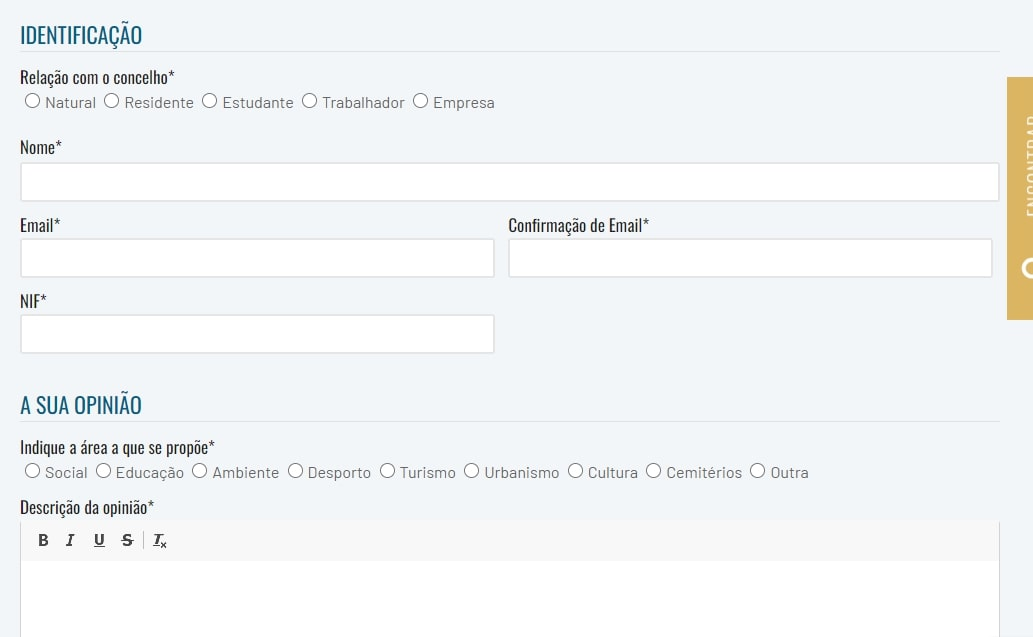 IDENTIFICAÇÃO
Relação com o concelho*
Natural Residente Estudante Trabalhador Empresa
Nome*
Email* Confirmação de Email*
NIF*
A SUA OPINIÃO
Indique a área a que se propõe*
Social Educação Ambiente Desporto Turismo Urbanismo Cultura Cemitérios Outra
Descrição da opinião*
B I U S Tx
ENCONTRAR